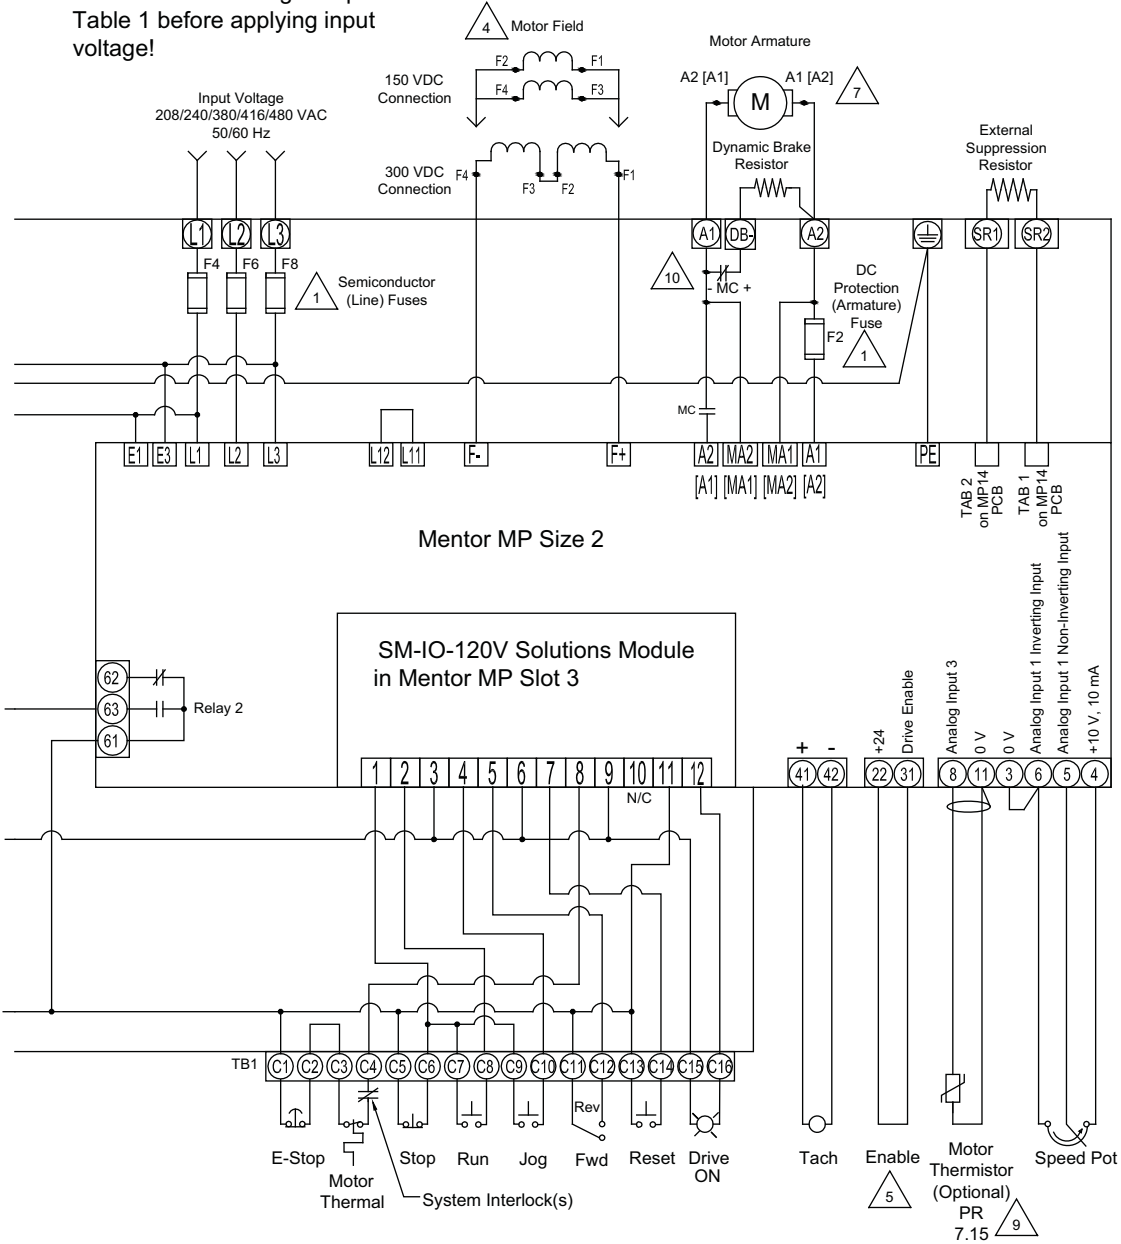 Table 1 before applying input
voltage!
4
Motor Field
F2
F1
F4
F3
150 VDC
Connection
300 VDC
Connection
F4
F3
F2
F1
Motor Armature
A2 [A1]
M
A1 [A2]
7
Dynamic Brake
Resistor
External
Suppression
Resistor
Input Voltage
208/240/380/416/480 VAC
50/60 Hz
L1
L2
L3
A1
DB-
A2
SR1
SR2
F4
F6
F8
1
Semiconductor
(Line) Fuses
10
- MC +
DC
Protection
(Armature)
Fuse
F2
1
MC
E1
E3
L1
L2
L3
L12
L11
F-
F+
A2
MA2
MA1
A1
PE
[A1]
[MA1]
[MA2]
[A2]
TAB 2
on MP14
PCB
TAB 1
on MP14
PCB
Mentor MP Size 2
SM-IO-120V Solutions Module
in Mentor MP Slot 3
62
63
61
Relay 2
1
2
3
4
5
6
7
8
9
10
11
12
N/C
+
-
41
42
+24
Drive Enable
22
31
Analog Input 3
0 V
0 V
Analog Input 1 Inverting Input
Analog Input 1 Non-Inverting Input
+10 V, 10 mA
8
11
3
6
5
4
TB1
C1
C2
C3
C4
C5
C6
C7
C8
C9
C10
C11
C12
C13
C14
C15
C16
Rev
E-Stop
Motor
Thermal
System Interlock(s)
Stop
Run
Jog
Fwd
Reset
Drive
ON
Tach
Enable
5
Motor
Thermistor
(Optional)
PR
7.15
9
Speed Pot